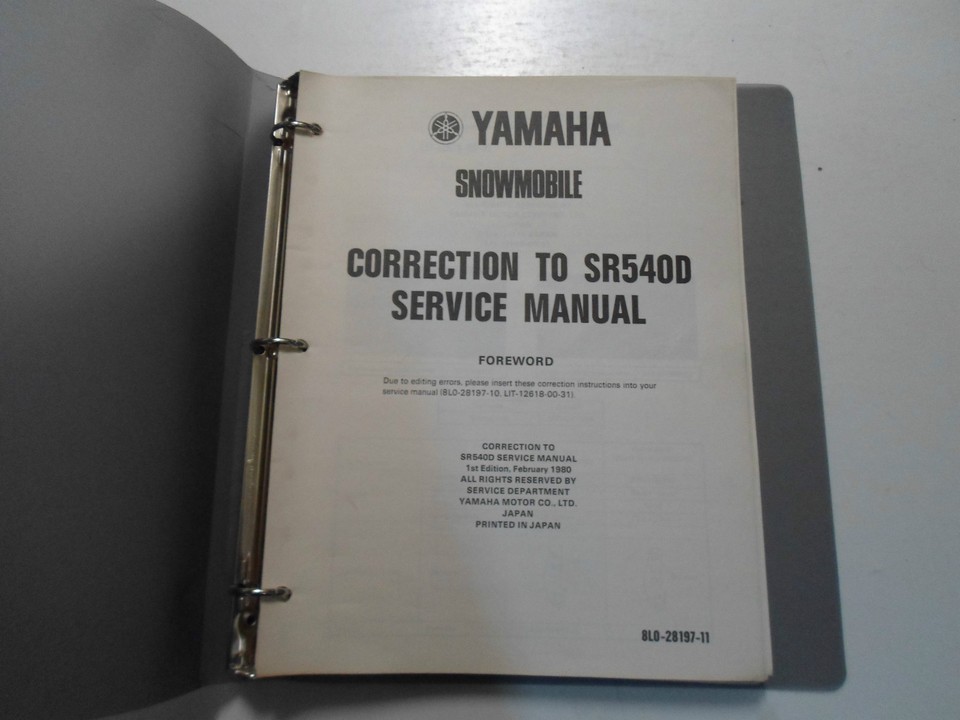 YAMAHA
SNOWMOBILE
CORRECTION TO SR540D
SERVICE MANUAL
FOREWORD
Due to editing errors, please insert these correction instructions into your
service manual (8L0-28197-10, LIT-12618-00-31).
CORRECTION TO
SR540D SERVICE MANUAL
1st Edition, February 1980
ALL RIGHTS RESERVED BY
SERVICE DEPARTMENT
YAMAHA MOTOR CO., LTD.
JAPAN
PRINTED IN JAPAN
8L0-28197-11